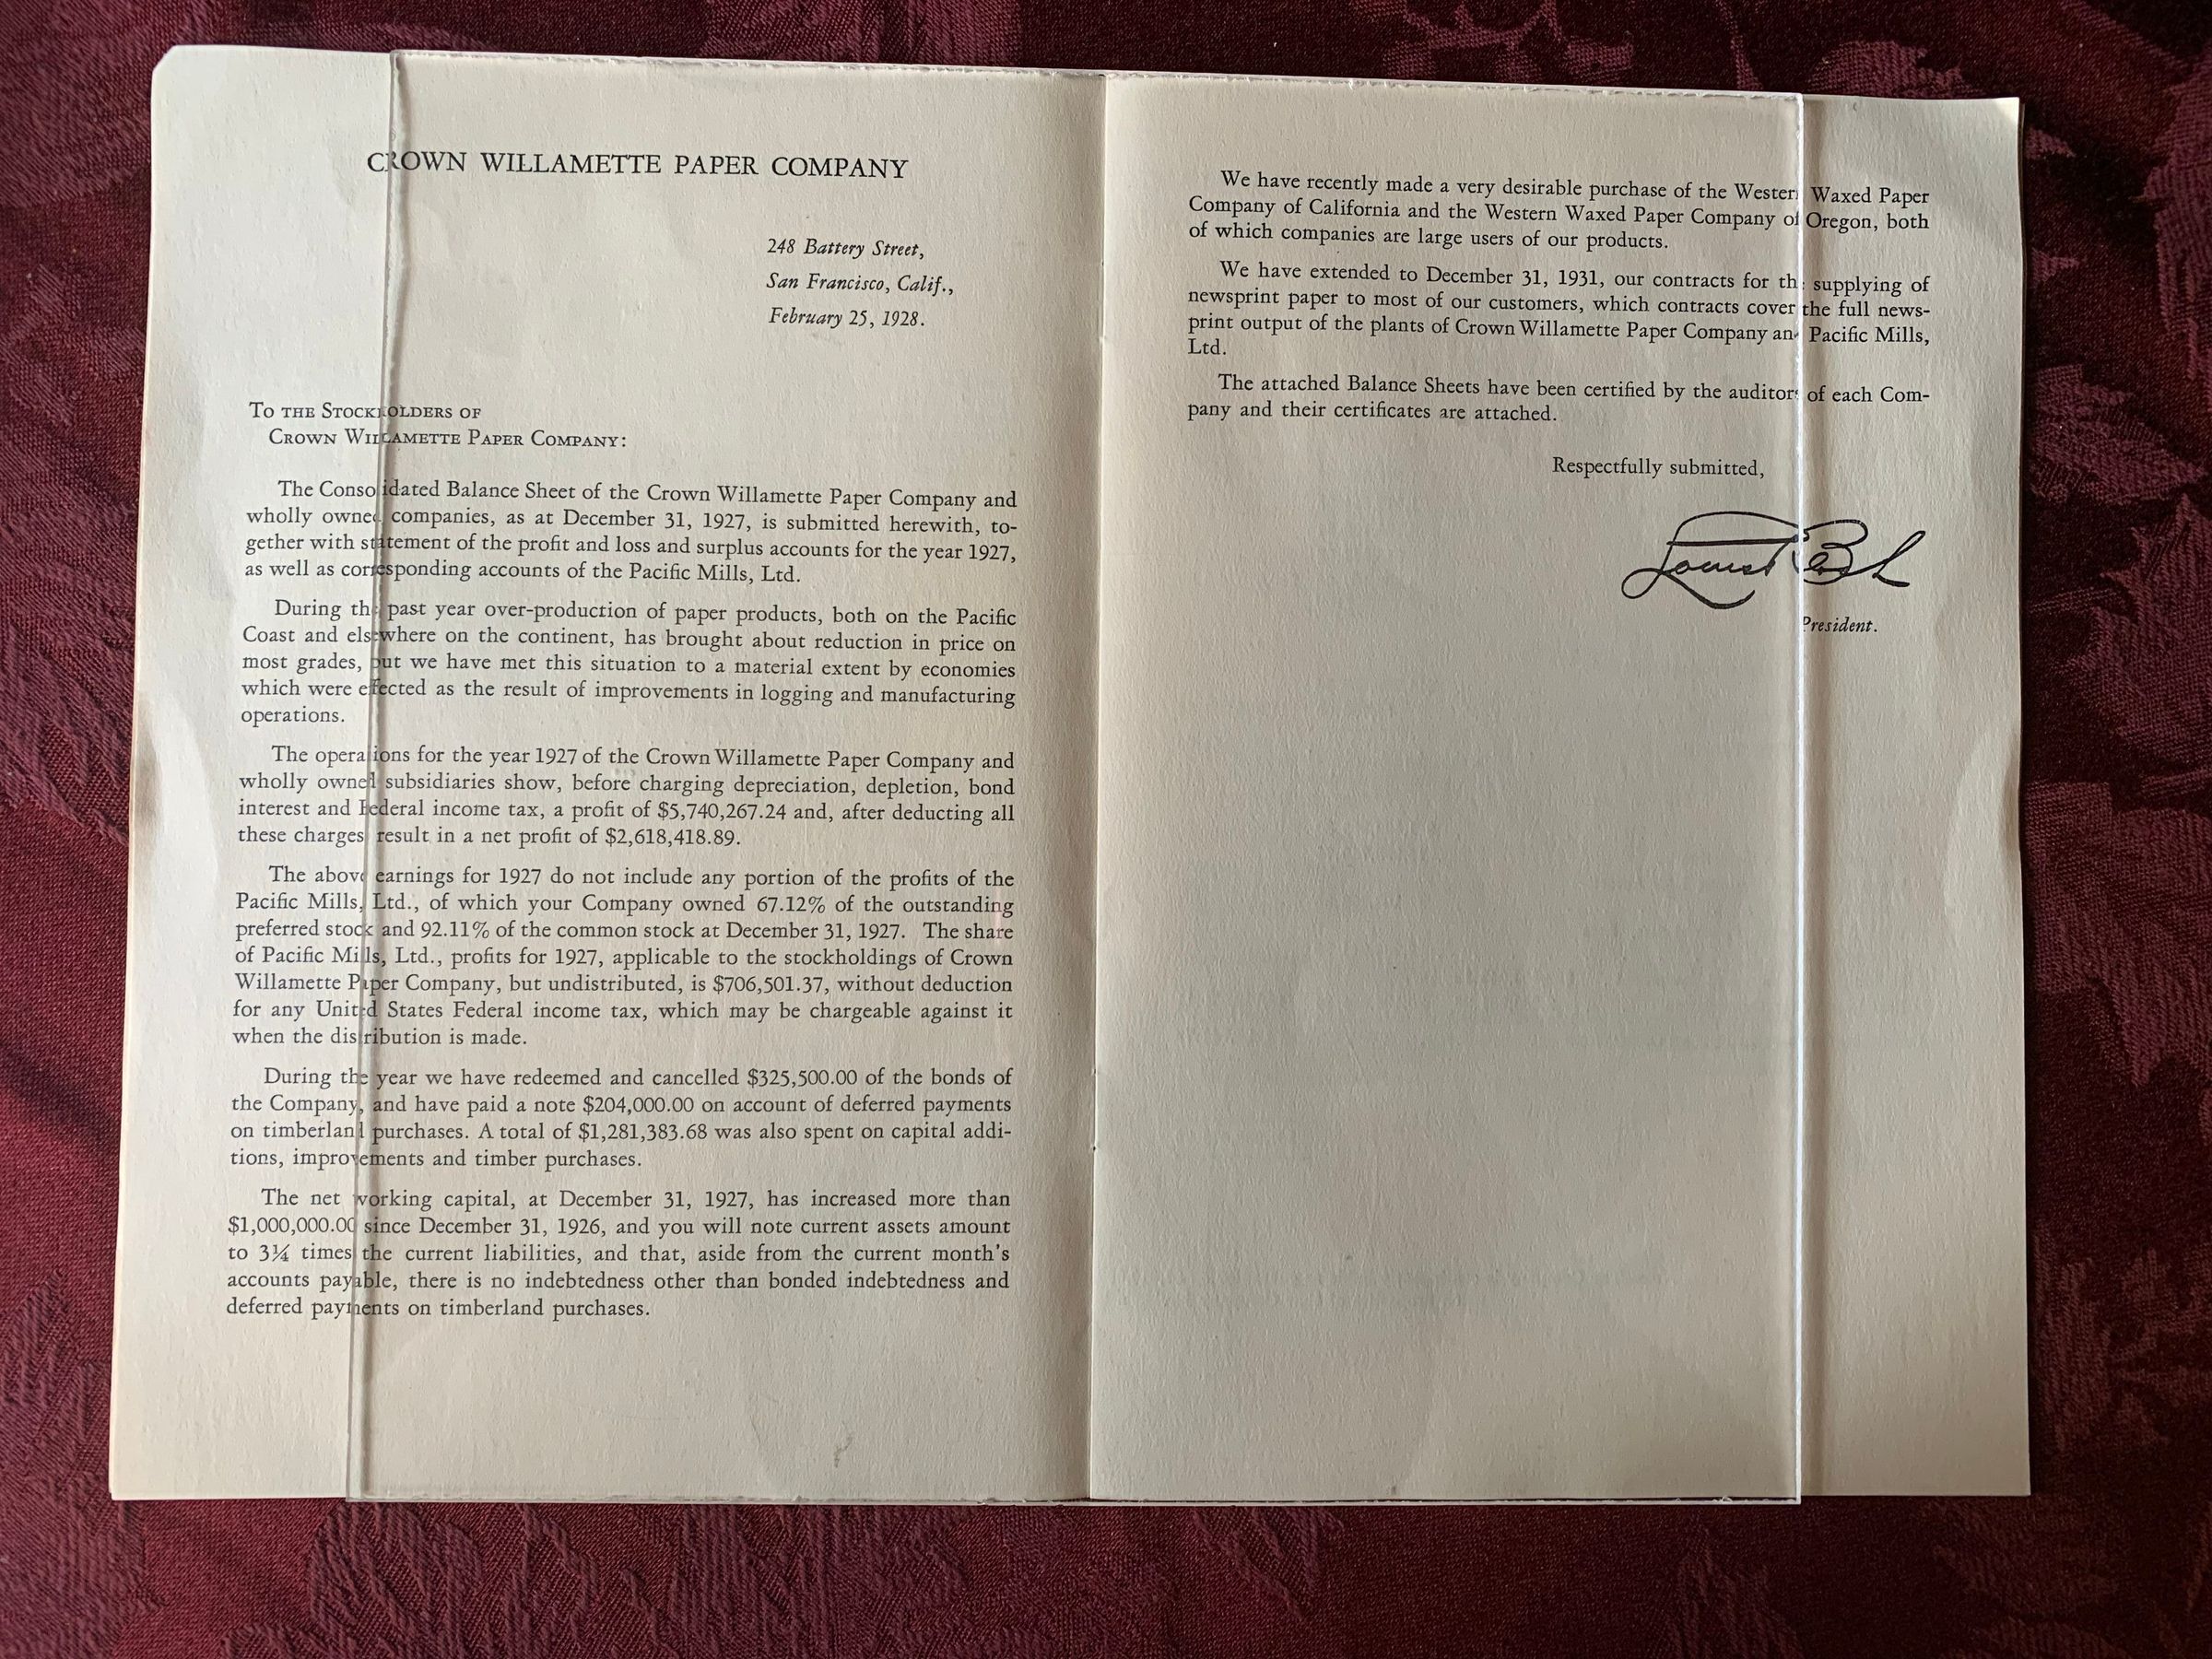 CROWN WILLAMETTE PAPER COMPANY
248 Battery Street,
San Francisco, Calif.,
February 25, 1928.
To the Stockholders of
Crown Willamette Paper Company:
The Consolidated Balance Sheet of the Crown Willamette Paper Company and
wholly owned companies, as at December 31, 1927, is submitted herewith, to-
gether with statement of the profit and loss and surplus accounts for the year 1927,
as well as corresponding accounts of the Pacific Mills, Ltd.
During the past year over-production of paper products, both on the Pacific
Coast and elsewhere on the continent, has brought about reduction in price on
most grades, but we have met this situation to a material extent by economies
which were effected as the result of improvements in logging and manufacturing
operations.
The operations for the year 1927 of the Crown Willamette Paper Company and
wholly owned subsidiaries show, before charging depreciation, depletion, bond
interest and Federal income tax, a profit of $5,740,267.24 and, after deducting all
these charges result in a net profit of $2,618,418.89.
The above earnings for 1927 do not include any portion of the profits of the
Pacific Mills, Ltd., of which your Company owned 67.12% of the outstanding
preferred stock and 92.11% of the common stock at December 31, 1927. The share
of Pacific Mills, Ltd., profits for 1927, applicable to the stockholdings of Crown
Willamette Paper Company, but undistributed, is $706,501.37, without deduction
for any United States Federal income tax, which may be chargeable against it
when the distribution is made.
During the year we have redeemed and cancelled $325,500.00 of the bonds of
the Company, and have paid a note $204,000.00 on account of deferred payments
on timberland purchases. A total of $1,281,383.68 was also spent on capital addi-
tions, improvements and timber purchases.
The net working capital, at December 31, 1927, has increased more than
$1,000,000.00 since December 31, 1926, and you will note current assets amount
to 3¼ times the current liabilities, and that, aside from the current month's
accounts payable, there is no indebtedness other than bonded indebtedness and
deferred payments on timberland purchases.
We have recently made a very desirable purchase of the Western Waxed Paper
Company of California and the Western Waxed Paper Company of Oregon, both
of which companies are large users of our products.
We have extended to December 31, 1931, our contracts for the supplying of
newsprint paper to most of our customers, which contracts cover the full news-
print output of the plants of Crown Willamette Paper Company and Pacific Mills,
Ltd.
The attached Balance Sheets have been certified by the auditors of each Com-
pany and their certificates are attached.
Respectfully submitted,
Louis Bloch
President.